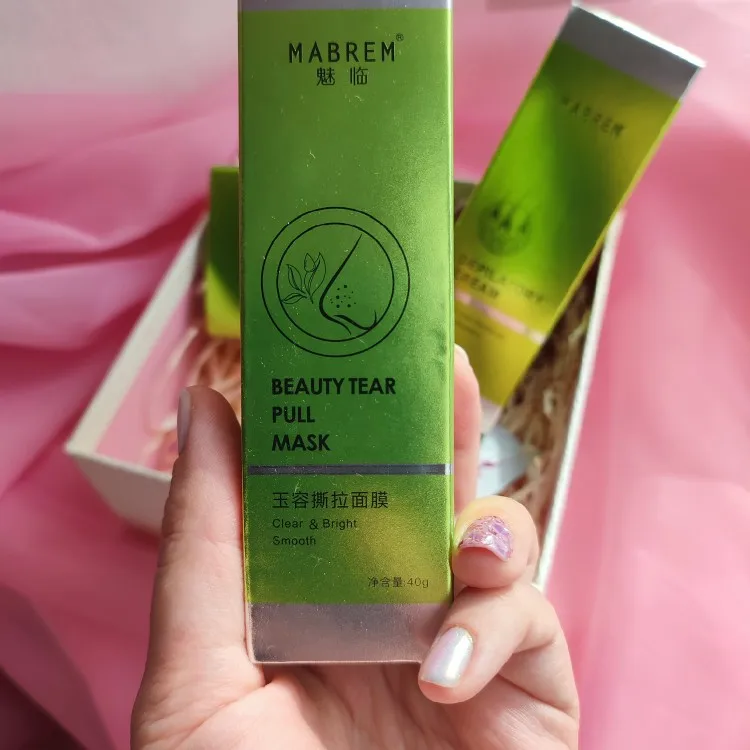 MABREM®
魅临
BEAUTY TEAR
PULL
MASK
玉容撕拉面膜
Clear & Bright
Smooth
净含量:40g
MABREM